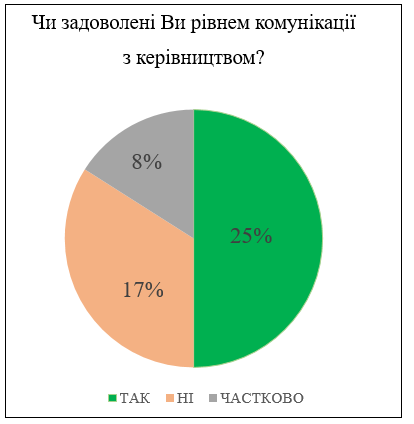 Чи задоволені Ви рівнем комунікації
з керівництвом?
8%
25%
17%
ТАК НІ ЧАСТКОВО